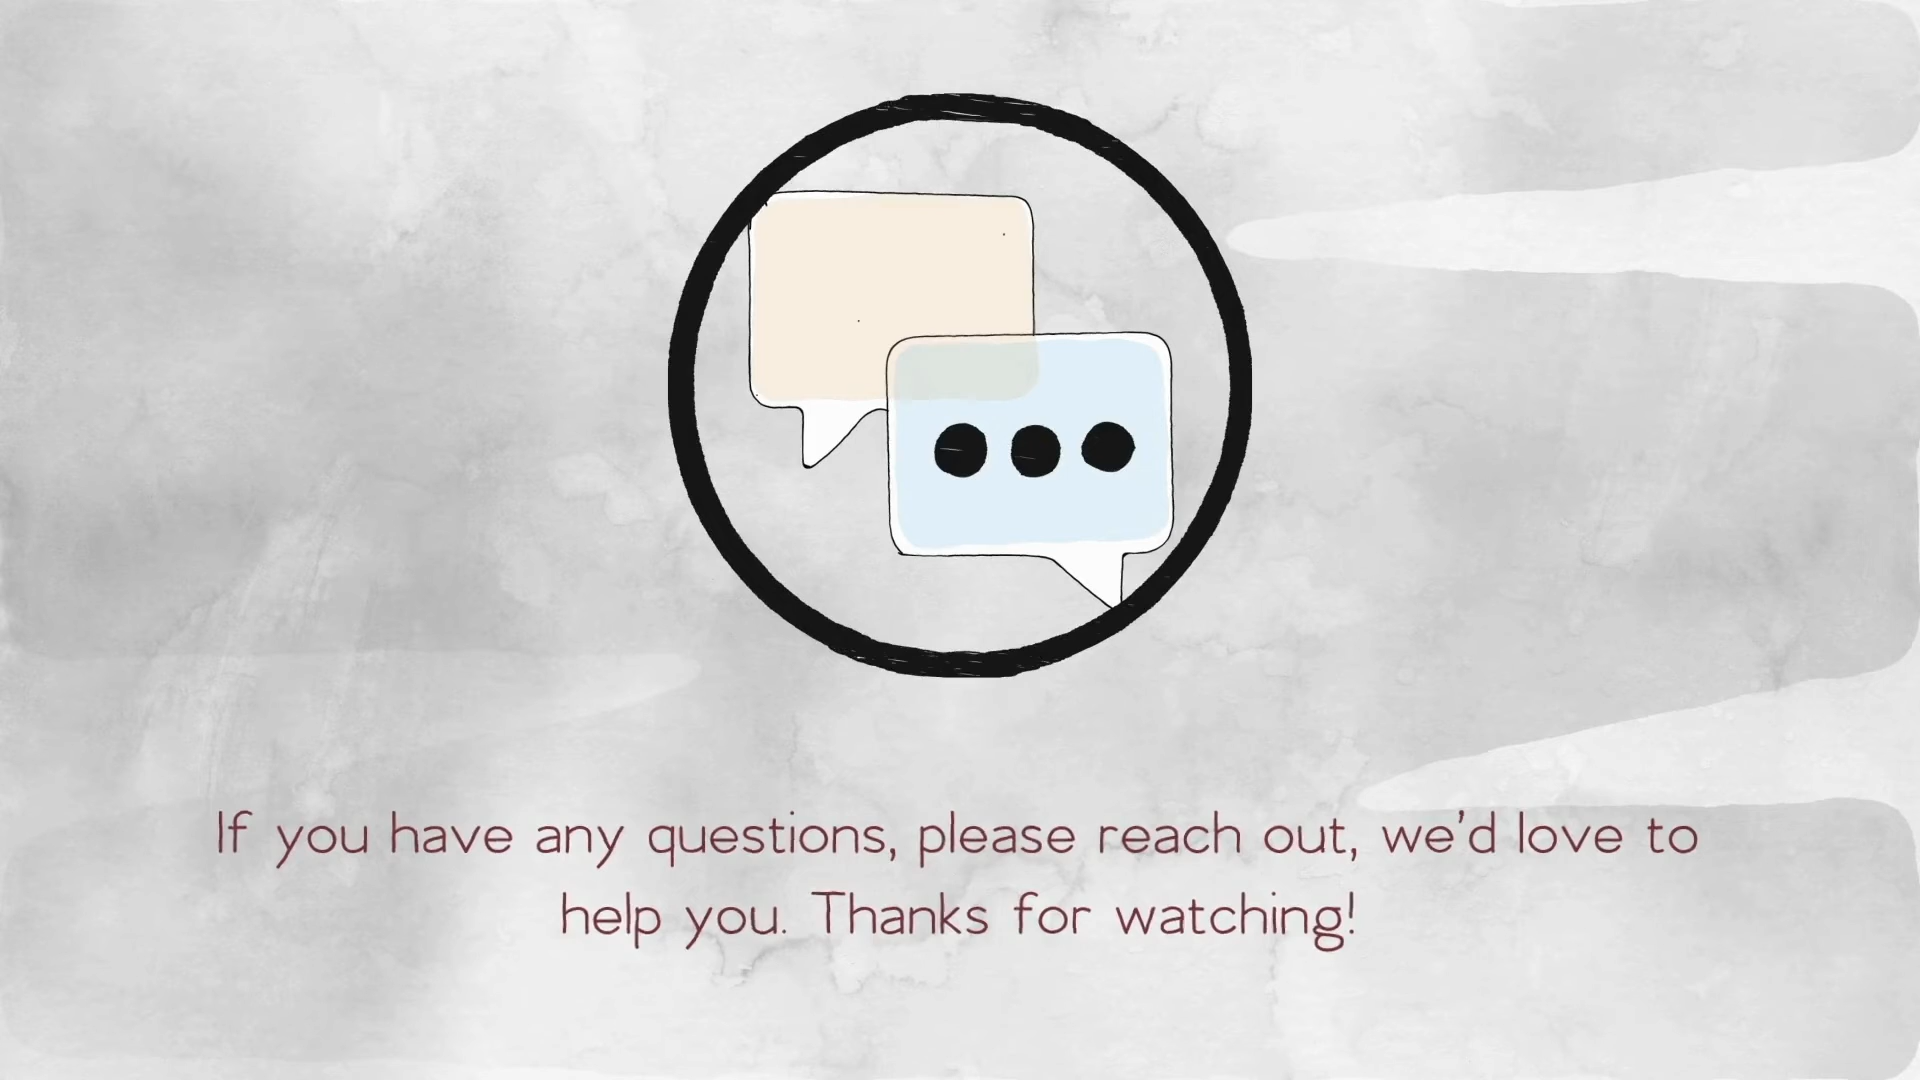 If you have any questions, please reach out, we'd love to
help you. Thanks for watching!